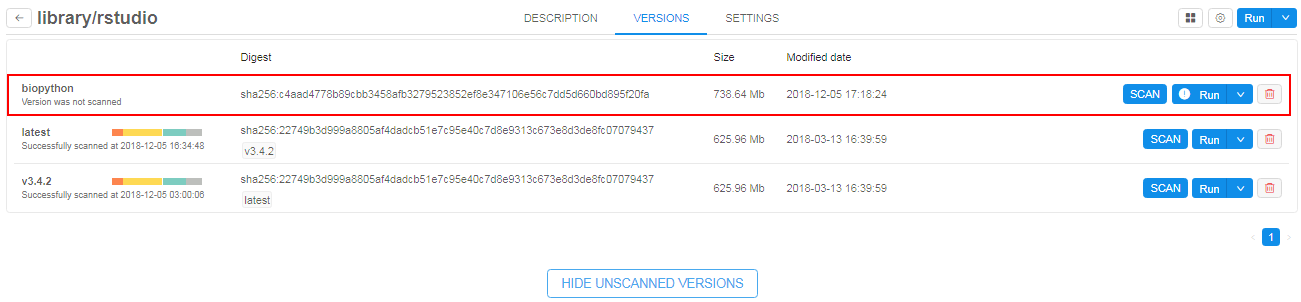 library/rstudio
DESCRIPTION VERSIONS SETTINGS
Run
Digest Size Modified date
biopython
Version was not scanned
sha256:c4aad4778b89cbb3458afb3279523852ef8e347106e56c7dd5d660bd895f20fa 738.64 Mb 2018-12-05 17:18:24 SCAN Run
latest
Successfully scanned at 2018-12-05 16:34:48
sha256:22749b3d999a8805af4dadcb51e7c95e40c7d8e9313c673e8d3de8fc07079437 625.96 Mb 2018-03-13 16:39:59 SCAN Run
v3.4.2
v3.4.2
Successfully scanned at 2018-12-05 03:00:06
sha256:22749b3d999a8805af4dadcb51e7c95e40c7d8e9313c673e8d3de8fc07079437 625.96 Mb 2018-03-13 16:39:59 SCAN Run
latest
1
HIDE UNSCANNED VERSIONS